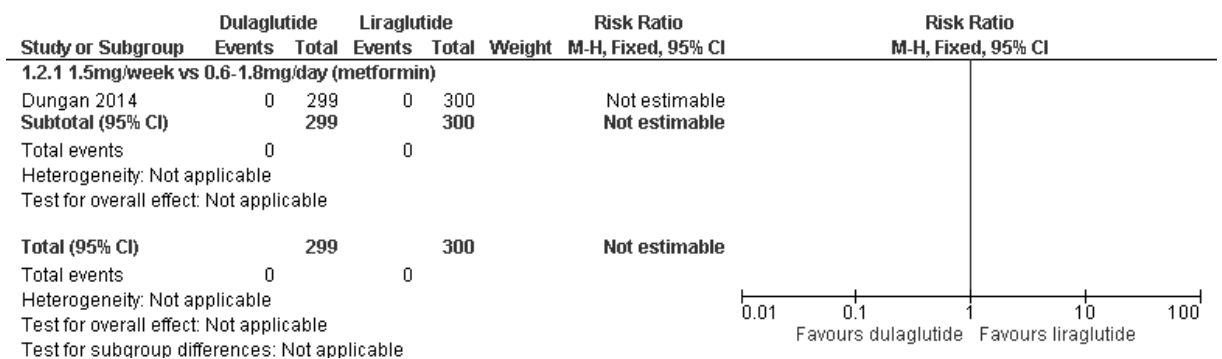 Dulaglutide Liraglutide Risk Ratio Risk Ratio
Study or Subgroup Events Total Events Total Weight M-H, Fixed, 95% CI M-H, Fixed, 95% CI
1.2.1 1.5mg/week vs 0.6-1.8mg/day (metformin)
Dungan 2014 0 299 0 300 Not estimable
Subtotal (95% CI) 299 300 Not estimable
Total events 0 0
Heterogeneity: Not applicable
Test for overall effect: Not applicable
Total (95% CI) 299 300 Not estimable
Total events 0 0
Heterogeneity: Not applicable
Test for overall effect: Not applicable
Test for subgroup differences: Not applicable
0.01 0.1 1 10 100
Favours dulaglutide Favours liraglutide